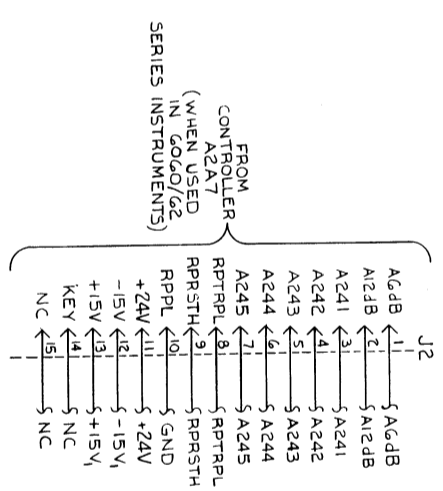 FROM
CONTROLLER
A2A7
(WHEN USED
IN 6060/62
SERIES INSTRUMENTS)
J2
A6dB 1 A6dB
A12dB 2 A12dB
A241 3 A241
A242 4 A242
A243 5 A243
A244 6 A244
A245 7 A245
RPTRPL 8 RPTRPL
RPRSTH 9 RPRSTH
RPPL 10 GND
+24V 11 +24V
-15V 12 -15V1
+15V 13 +15V1
KEY 14 NC
NC 15 NC